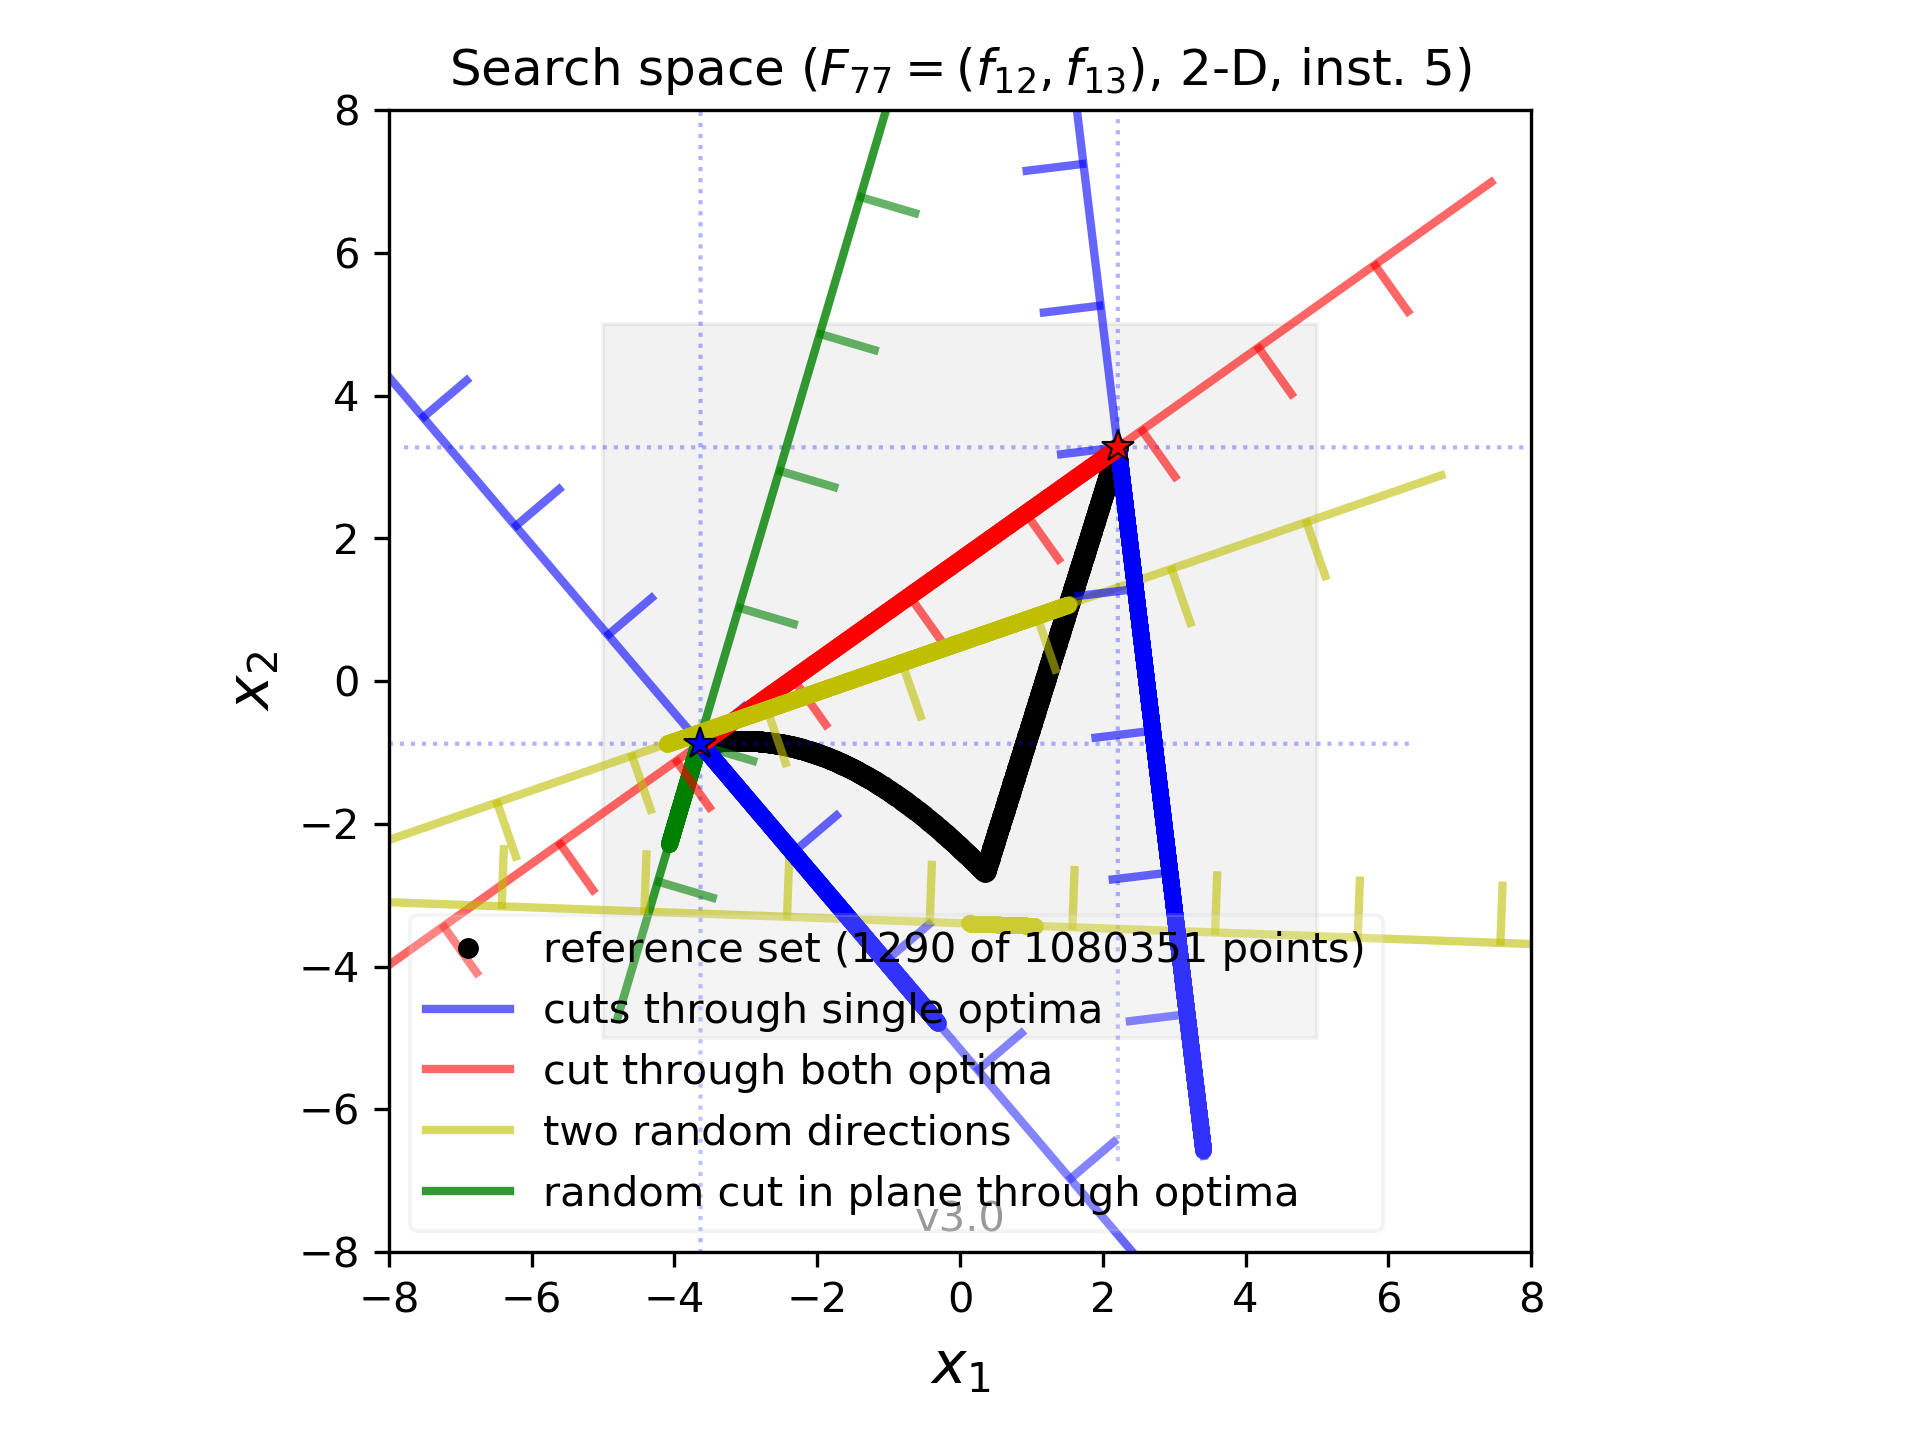 Search space (F₇₇ = (f₁₂, f₁₃), 2-D, inst. 5)
8
6
4
2
0
−2
−4
−6
−8
x₂
reference set (1290 of 1080351 points)
cuts through single optima
cut through both optima
two random directions
random cut in plane through optima
v3.0
−8 −6 −4 −2 0 2 4 6 8
x₁